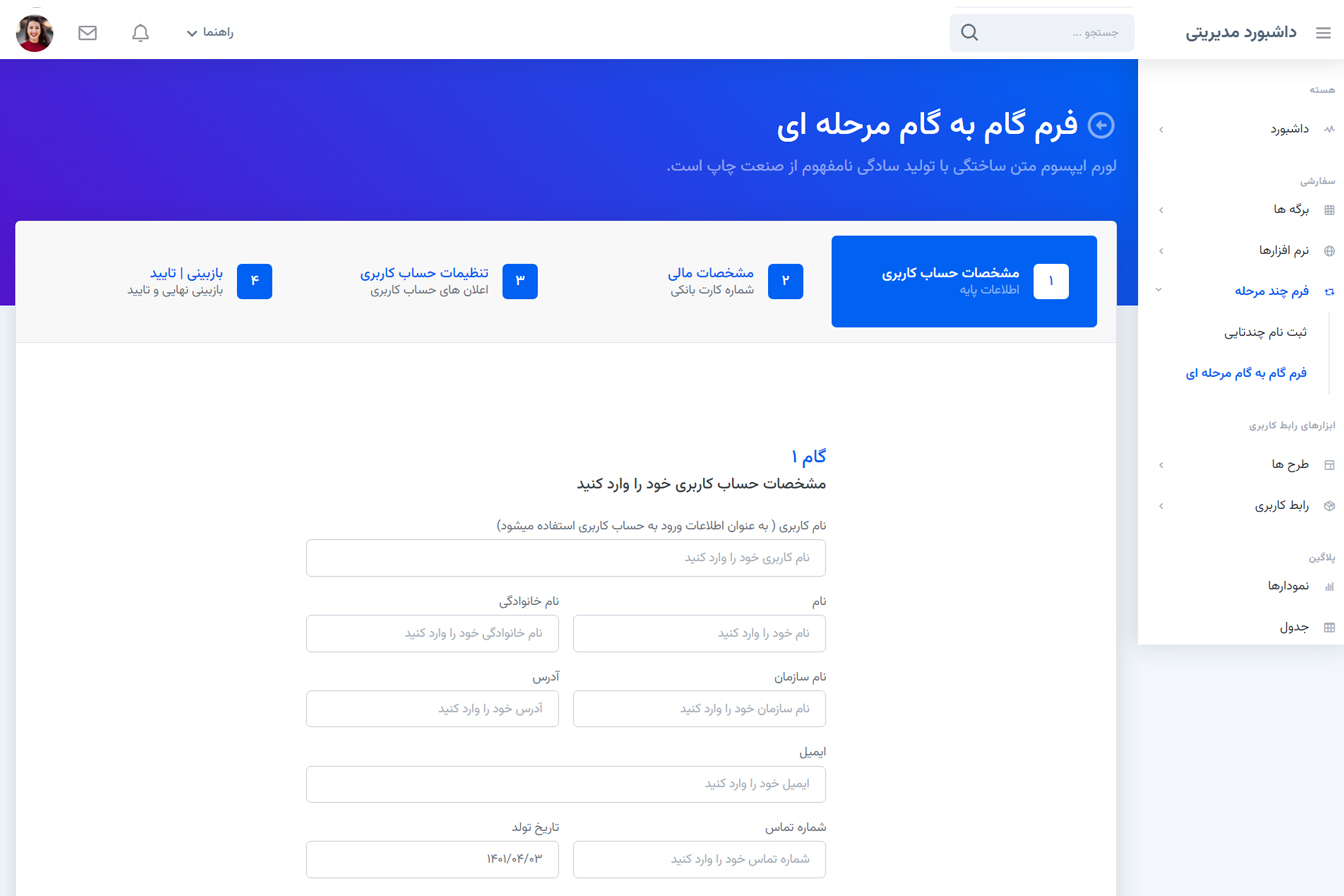 داشبورد مدیریتی
جستجو ...
راهنما
هسته
داشبورد
سفارشی
برگه ها
نرم افزارها
فرم چند مرحله
ثبت نام چندتایی
فرم گام به گام مرحله ای
ابزارهای رابط کاربری
طرح ها
رابط کاربری
پلاگین
نمودارها
جدول
فرم گام به گام مرحله ای
لورم ایپسوم متن ساختگی با تولید سادگی نامفهوم از صنعت چاپ است.
۱
مشخصات حساب کاربری
اطلاعات پایه
۲
مشخصات مالی
شماره کارت بانکی
۳
تنظیمات حساب کاربری
اعلان های حساب کاربری
۴
بازبینی | تایید
بازبینی نهایی و تایید
گام ۱
مشخصات حساب کاربری خود را وارد کنید
نام کاربری ( به عنوان اطلاعات ورود به حساب کاربری استفاده میشود)
نام کاربری خود را وارد کنید
نام
نام خود را وارد کنید
نام خانوادگی
نام خانوادگی خود را وارد کنید
نام سازمان
نام سازمان خود را وارد کنید
آدرس
آدرس خود را وارد کنید
ایمیل
ایمیل خود را وارد کنید
شماره تماس
شماره تماس خود را وارد کنید
تاریخ تولد
۱۴۰۱/۰۴/۰۳